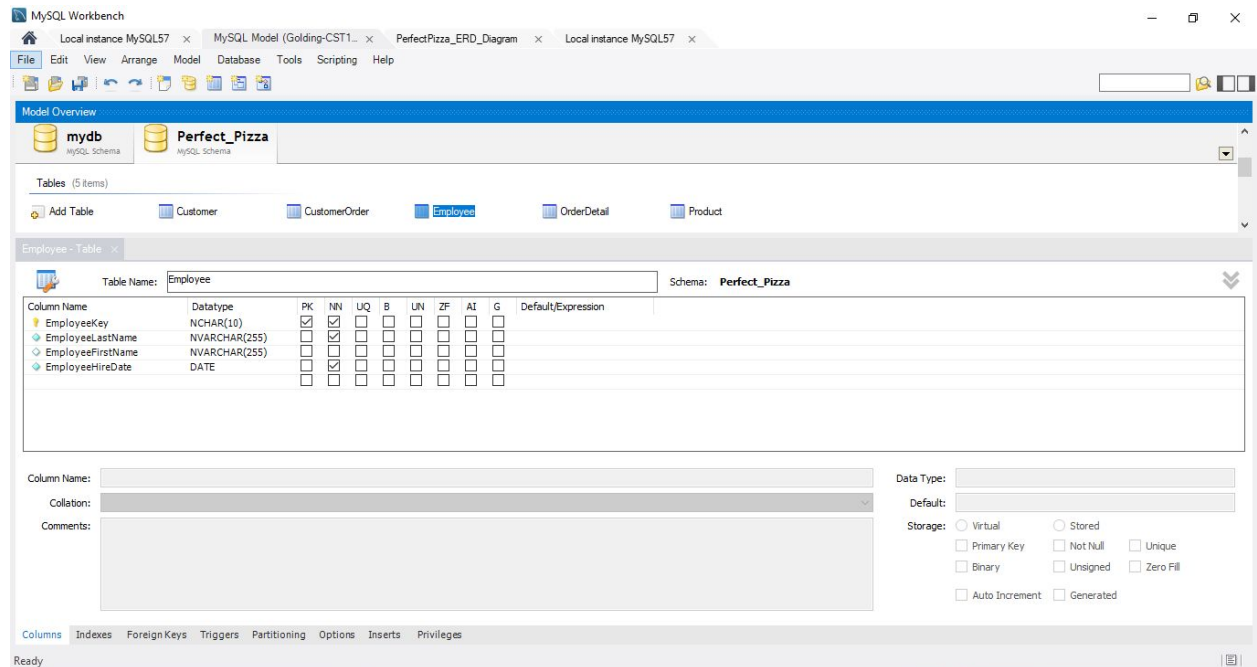 MySQL Workbench
Local instance MySQL57 × MySQL Model (Golding-CST1... × PerfectPizza_ERD_Diagram × Local instance MySQL57 ×
File Edit View Arrange Model Database Tools Scripting Help
Model Overview
mydb Perfect_Pizza
MySQL Schema MySQL Schema
Tables (5 items)
Add Table Customer CustomerOrder Employee OrderDetail Product
Employee - Table ×
Table Name: Employee Schema: Perfect_Pizza
Column Name Datatype PK NN UQ B UN ZF AI G Default/Expression
EmployeeKey NCHAR(10)
EmployeeLastName NVARCHAR(255)
EmployeeFirstName NVARCHAR(255)
EmployeeHireDate DATE
Column Name: Data Type:
Collation: Default:
Comments: Storage: Virtual Stored
Primary Key Not Null Unique
Binary Unsigned Zero Fill
Auto Increment Generated
Columns Indexes Foreign Keys Triggers Partitioning Options Inserts Privileges
Ready